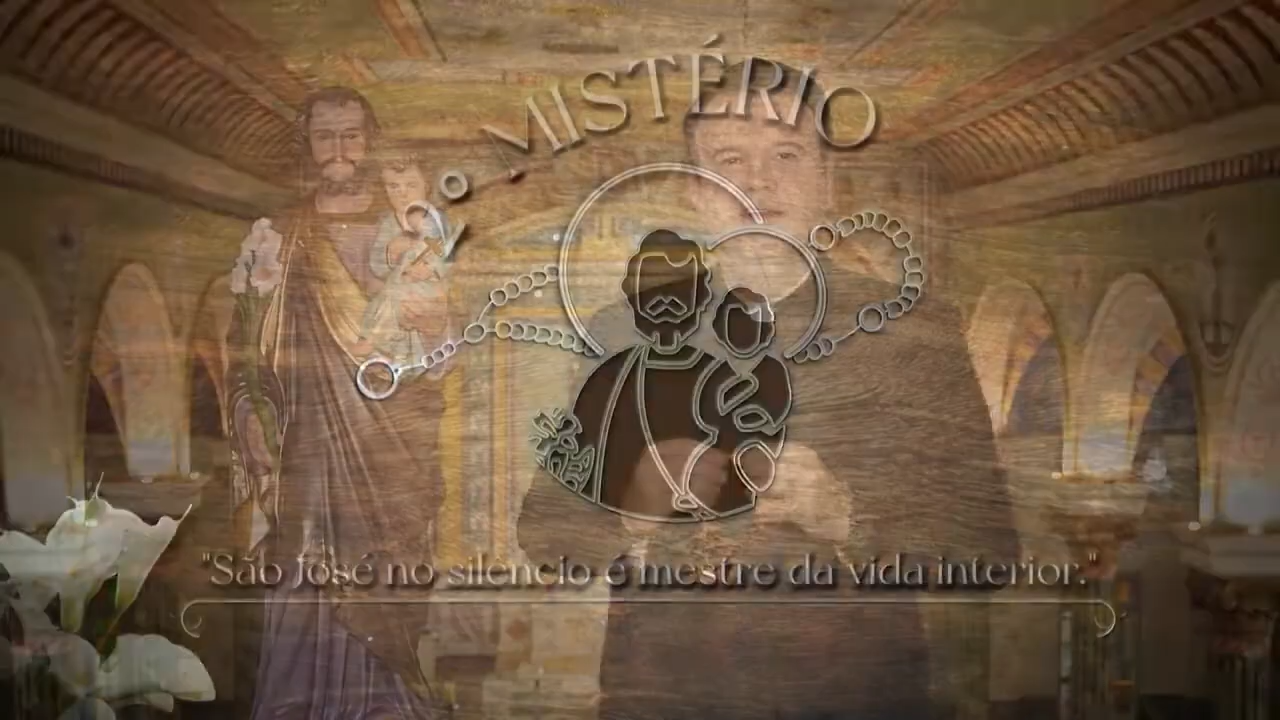 2º MISTÉRIO
"São José no silêncio é mestre da vida interior."